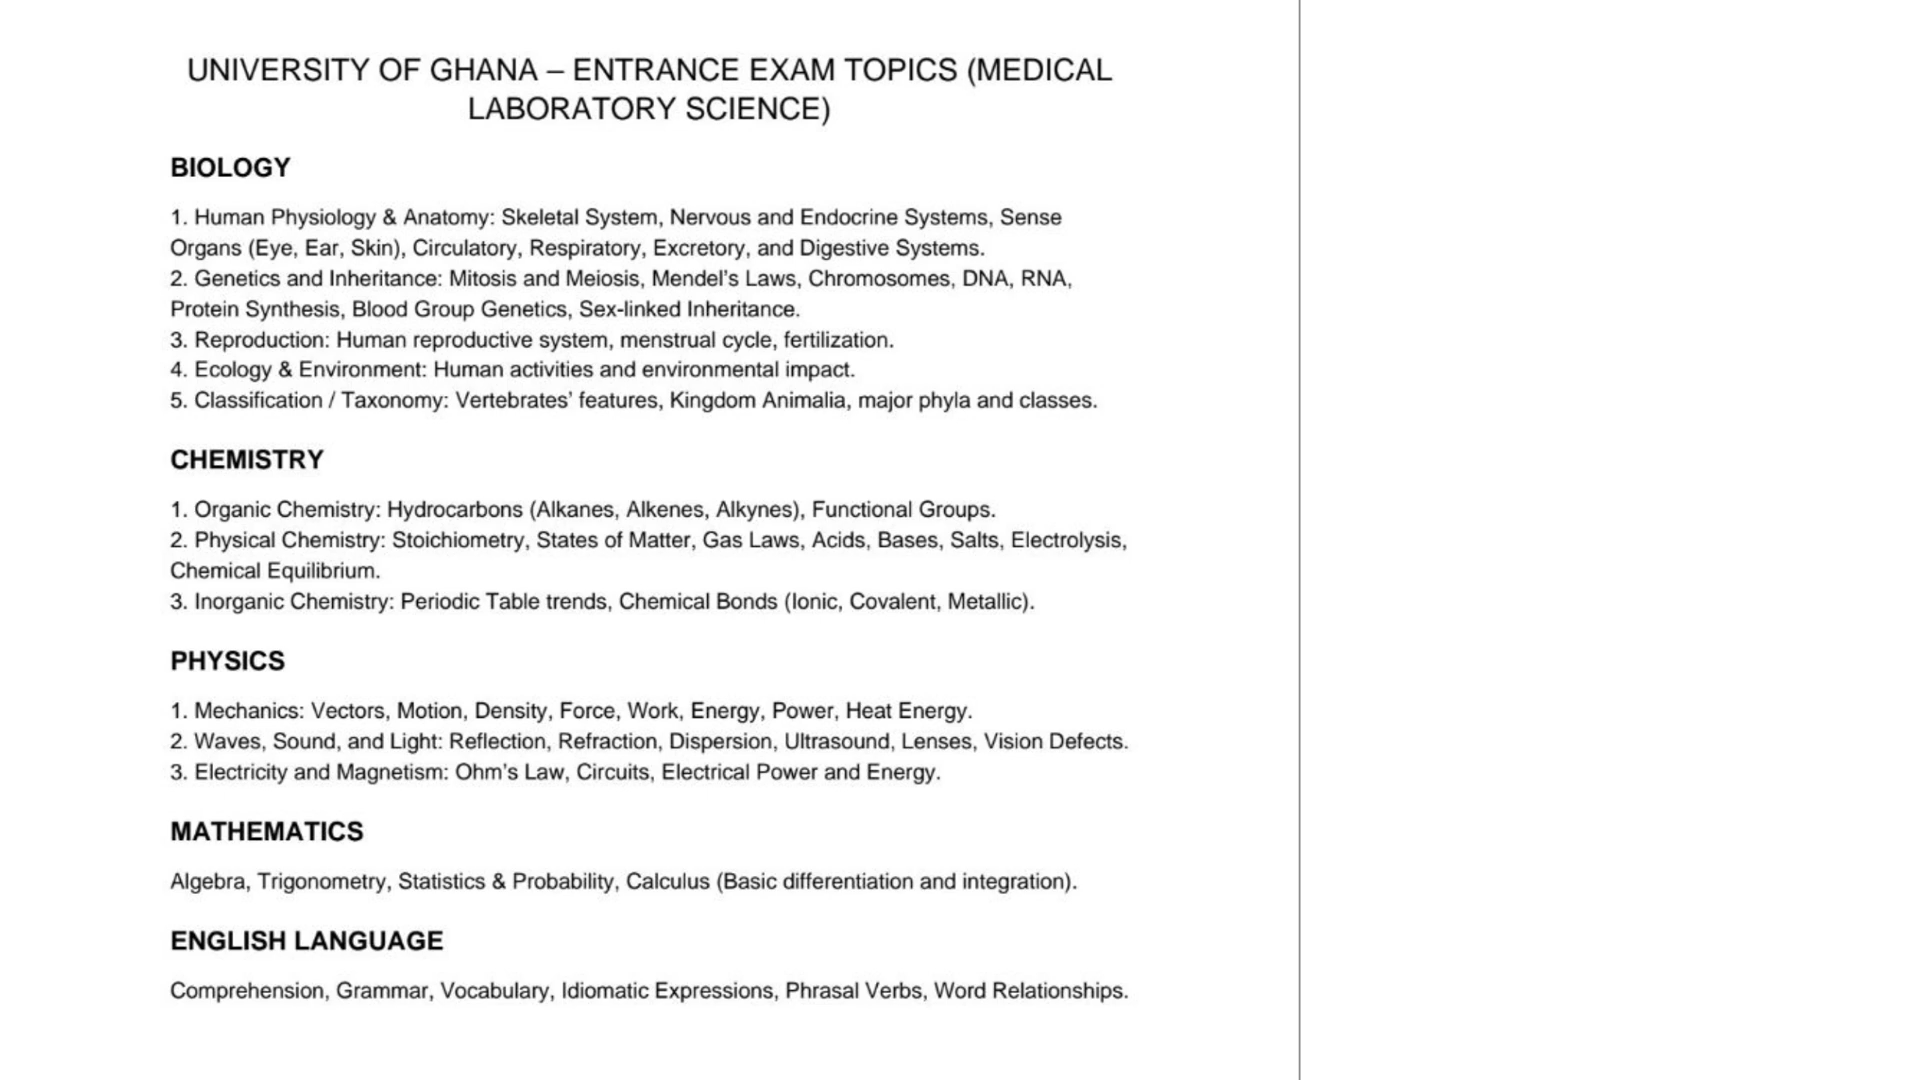 UNIVERSITY OF GHANA – ENTRANCE EXAM TOPICS (MEDICAL
LABORATORY SCIENCE)
BIOLOGY
1. Human Physiology & Anatomy: Skeletal System, Nervous and Endocrine Systems, Sense
Organs (Eye, Ear, Skin), Circulatory, Respiratory, Excretory, and Digestive Systems.
2. Genetics and Inheritance: Mitosis and Meiosis, Mendel’s Laws, Chromosomes, DNA, RNA,
Protein Synthesis, Blood Group Genetics, Sex-linked Inheritance.
3. Reproduction: Human reproductive system, menstrual cycle, fertilization.
4. Ecology & Environment: Human activities and environmental impact.
5. Classification / Taxonomy: Vertebrates’ features, Kingdom Animalia, major phyla and classes.
CHEMISTRY
1. Organic Chemistry: Hydrocarbons (Alkanes, Alkenes, Alkynes), Functional Groups.
2. Physical Chemistry: Stoichiometry, States of Matter, Gas Laws, Acids, Bases, Salts, Electrolysis,
Chemical Equilibrium.
3. Inorganic Chemistry: Periodic Table trends, Chemical Bonds (Ionic, Covalent, Metallic).
PHYSICS
1. Mechanics: Vectors, Motion, Density, Force, Work, Energy, Power, Heat Energy.
2. Waves, Sound, and Light: Reflection, Refraction, Dispersion, Ultrasound, Lenses, Vision Defects.
3. Electricity and Magnetism: Ohm’s Law, Circuits, Electrical Power and Energy.
MATHEMATICS
Algebra, Trigonometry, Statistics & Probability, Calculus (Basic differentiation and integration).
ENGLISH LANGUAGE
Comprehension, Grammar, Vocabulary, Idiomatic Expressions, Phrasal Verbs, Word Relationships.